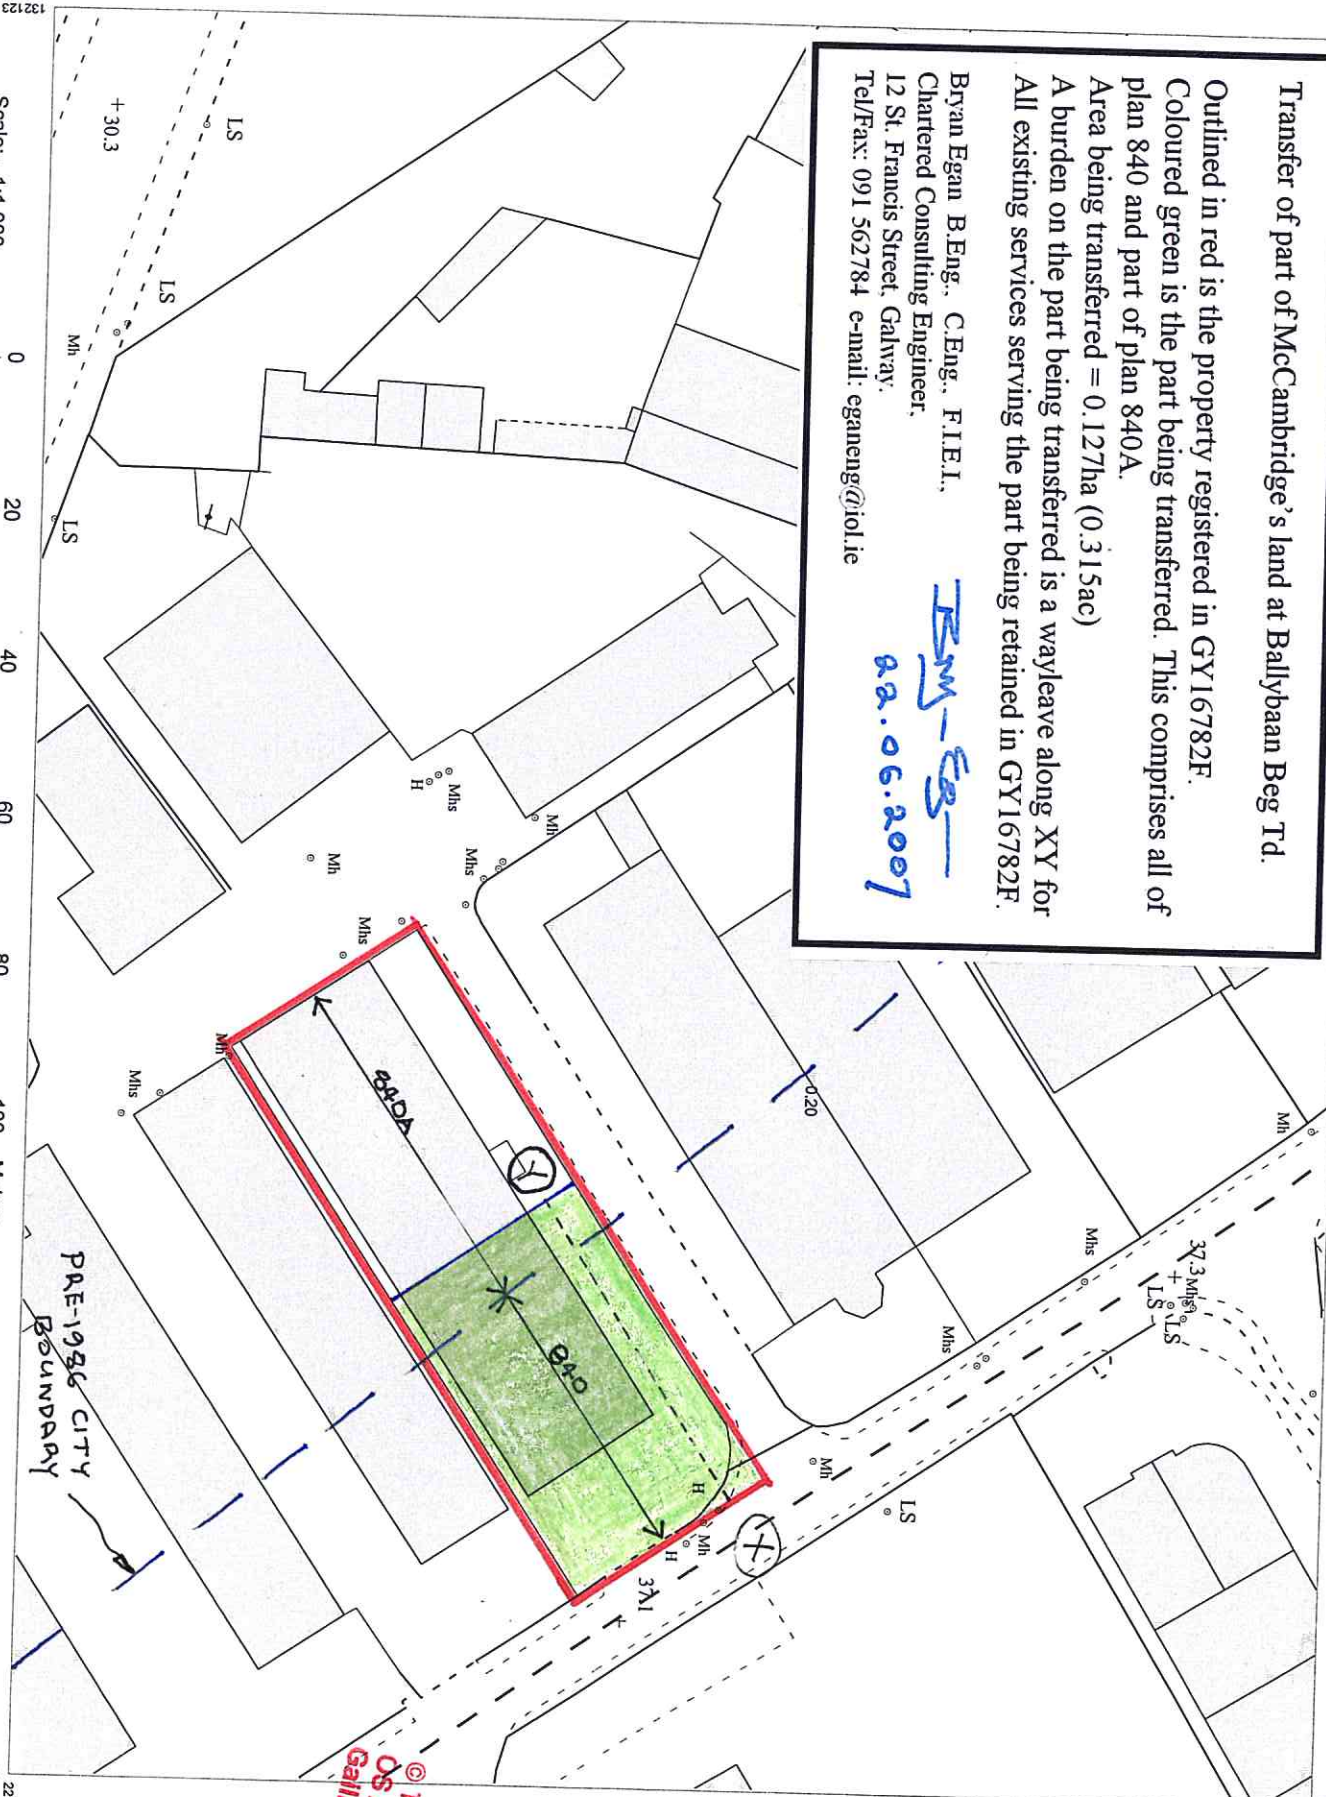 Transfer of part of McCambridge's land at Ballybaan Beg Td.
Outlined in red is the property registered in GY16782F.
Coloured green is the part being transferred. This comprises all of
plan 840 and part of plan 840A.
Area being transferred = 0.127ha (0.315ac)
A burden on the part being transferred is a wayleave along XY for
All existing services serving the part being retained in GY16782F.
Bryan Egan B.Eng., C.Eng., F.I.E.I.,
Chartered Consulting Engineer,
12 St. Francis Street, Galway.
Tel/Fax: 091 562784 e-mail: eganeng@iol.ie
22.06.2007
132123
+30.3
LS
LS
Mh
LS
0
20
40
60
80
Mhs
H
Mh
Mh
Mhs
Mhs
Mh
Mhs
840A
Y
840
0.20
Mh
Mhs
37.3
Mhs
LS
LS
Mhs
Mh
LS
H
Mh
H
X
PRE-1986 CITY
BOUNDARY
©
OS
22